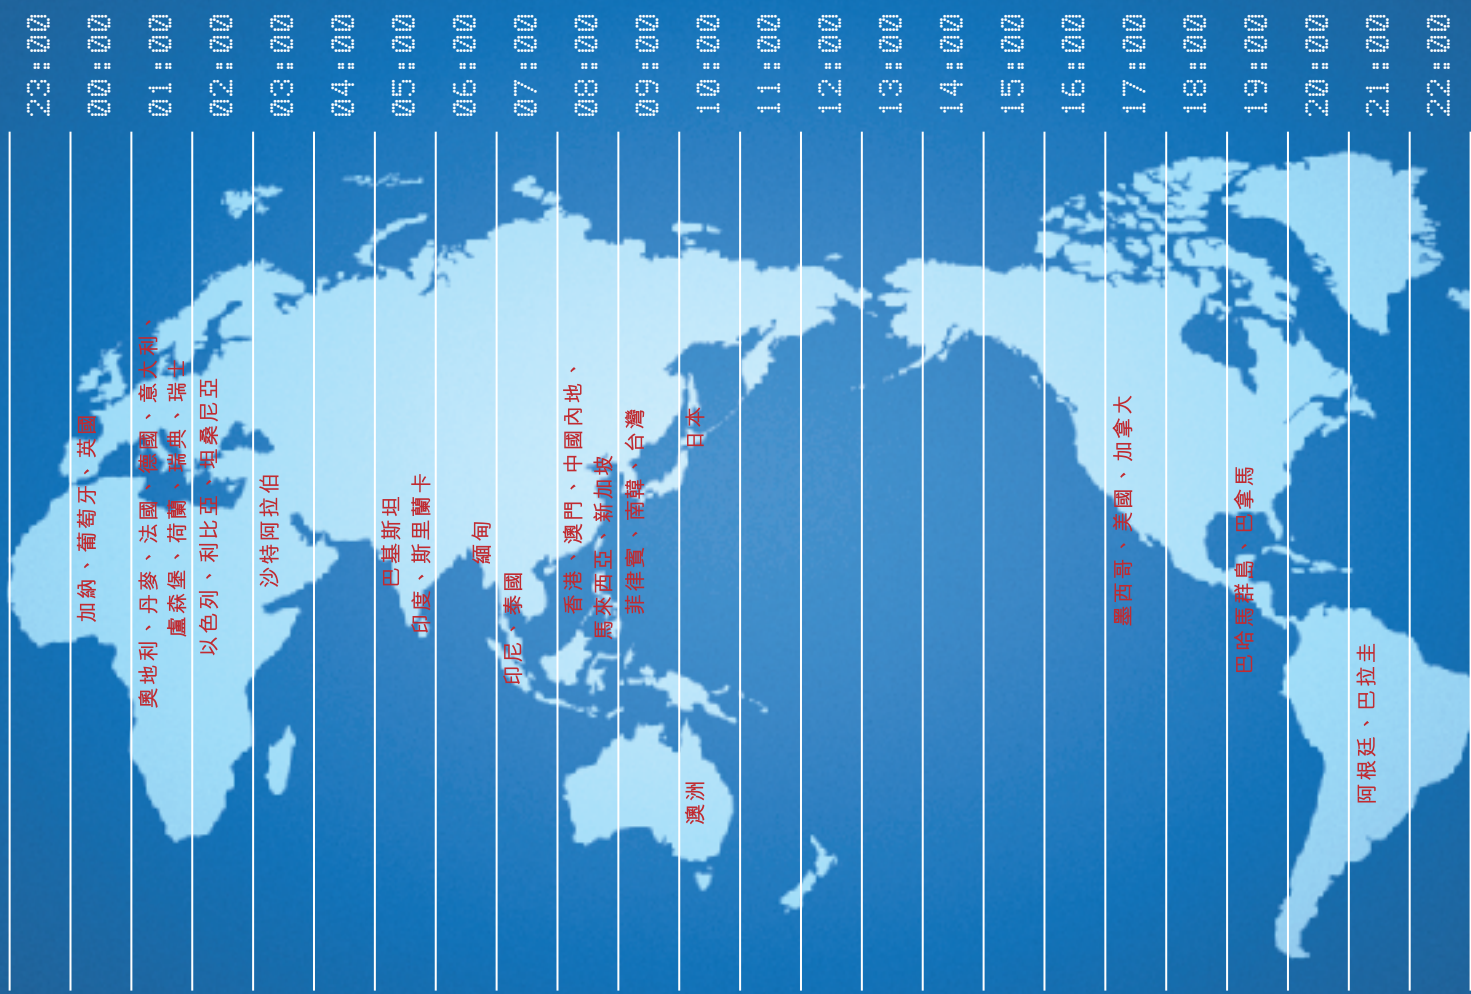 23:00
00:00
01:00
02:00
03:00
04:00
05:00
06:00
07:00
08:00
09:00
10:00
11:00
12:00
13:00
14:00
15:00
16:00
17:00
18:00
19:00
20:00
21:00
22:00
加納、葡萄牙、英國
奧地利、丹麥、法國、德國、意大利、
盧森堡、荷蘭、瑞典、瑞士
以色列、利比亞、坦桑尼亞
沙特阿拉伯
巴基斯坦
印度、斯里蘭卡
緬甸
印尼、泰國
香港、澳門、中國內地、
馬來西亞、新加坡
菲律賓、南韓、台灣
日本
澳洲
墨西哥、美國、加拿大
巴哈馬群島、巴拿馬
阿根廷、巴拉圭